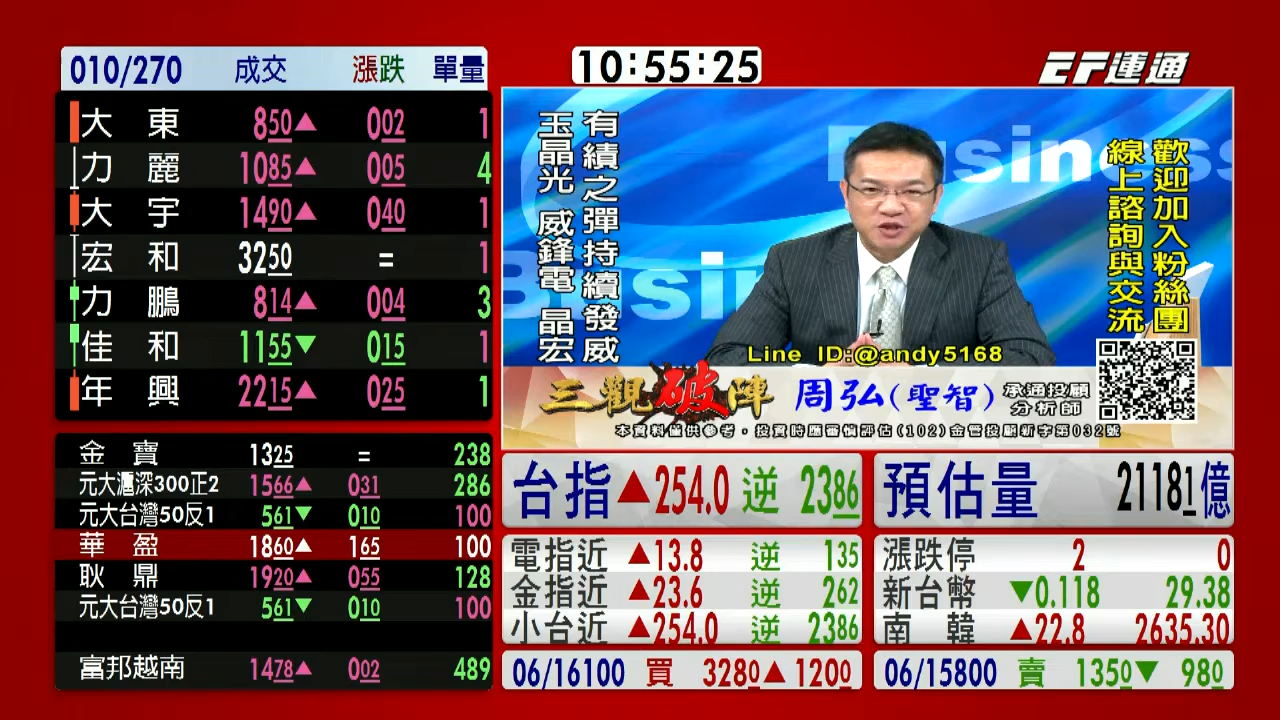 010/270 成交 漲跌 單量
大東 850▲ 002 1
力麗 1085▲ 005 4
大宇 1490▲ 040 1
宏和 3250 = 1
力鵬 814▲ 004 3
佳和 1155▼ 015 1
年興 2215▲ 025 1
金寶 1325 = 238
元大滬深300正2 1566▲ 031 286
元大台灣50反1 561▼ 010 100
華盈 1860▲ 165 100
耿鼎 1920▲ 055 128
元大台灣50反1 561▼ 010 100
富邦越南 1478▲ 002 489
10:55:25
EF運通
有績之彈持續發威
玉晶光 威鋒電 晶宏
Business
Busin
歡迎加入粉絲團
線上諮詢與交流
Line ID:@andy5168
三觀破陣 周弘(聖智) 承通投顧
分析師
本資料僅供參考，投資時應審慎評估(102)金管投顧新字第032號
台指▲254.0 逆 2386
預估量 21181億
電指近 ▲13.8 逆 135
金指近 ▲23.6 逆 262
小台近 ▲254.0 逆 2386
漲跌停 2 0
新台幣 ▼0.118 29.38
南韓 ▲22.8 2635.30
06/16100 買 3280▲1200
06/15800 賣 1350▼ 980